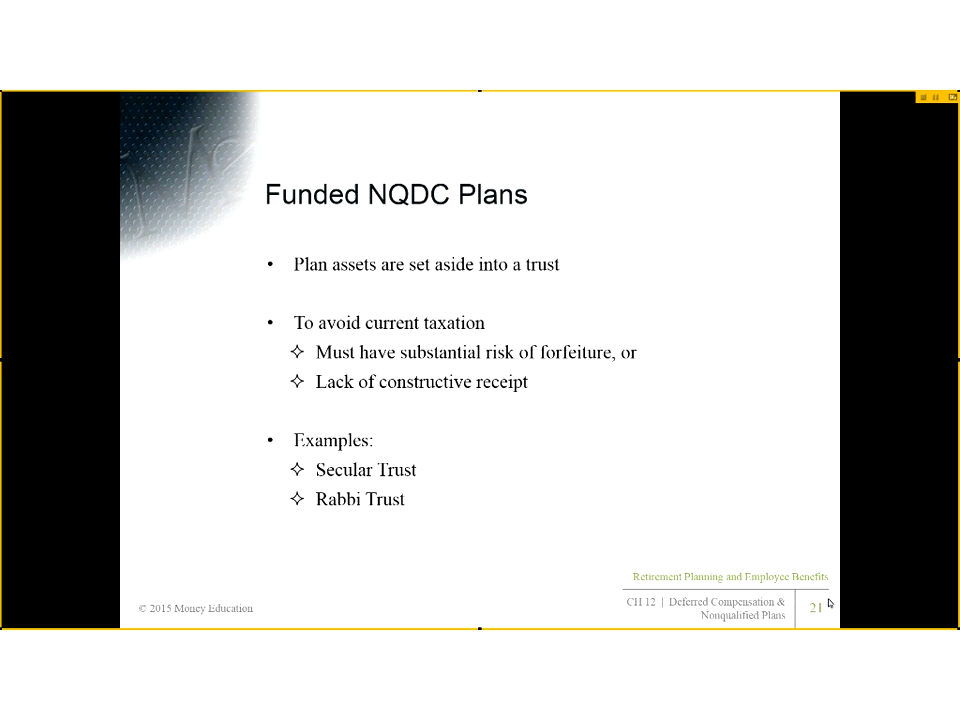 Funded NQDC Plans
• Plan assets are set aside into a trust
• To avoid current taxation
✧ Must have substantial risk of forfeiture, or
✧ Lack of constructive receipt
• Examples:
✧ Secular Trust
✧ Rabbi Trust
Retirement Planning and Employee Benefits
© 2015 Money Education
CH 12 | Deferred Compensation &
Nonqualified Plans
21